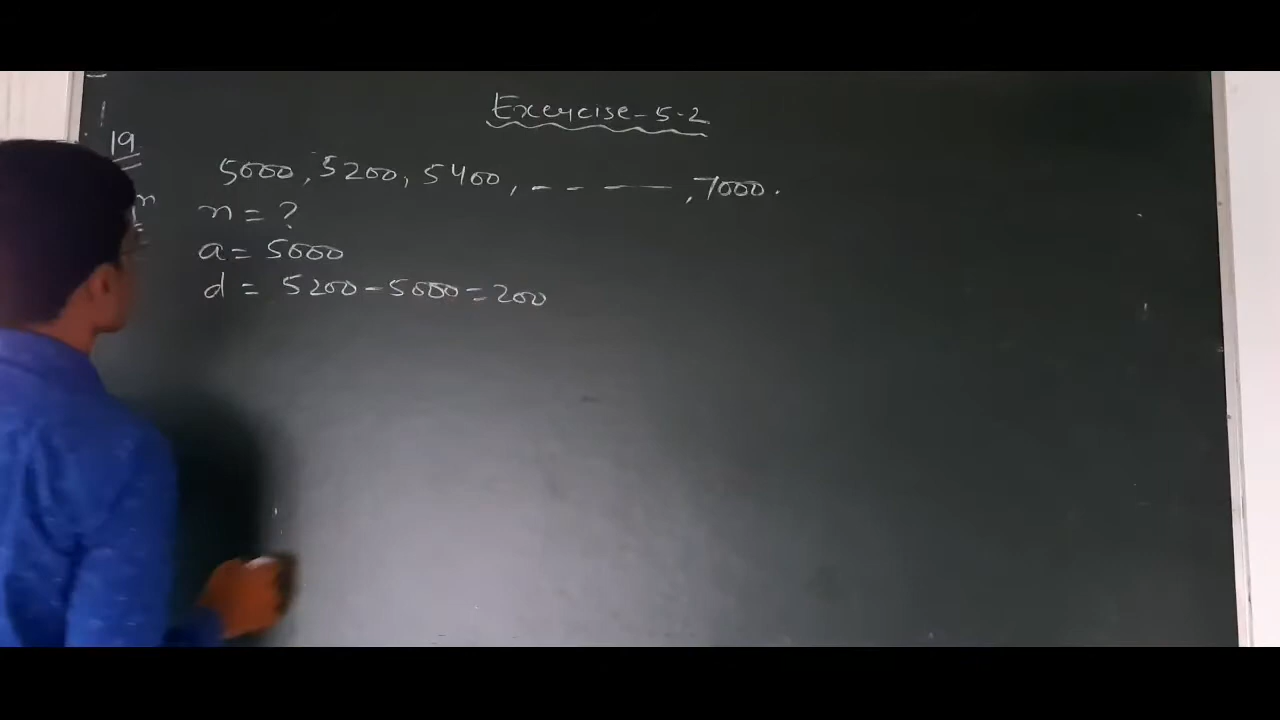 Exercise-5.2
19
5000, 5200, 5400, - - —— , 7000.
n = ?
a = 5000
d = 5200-5000=200